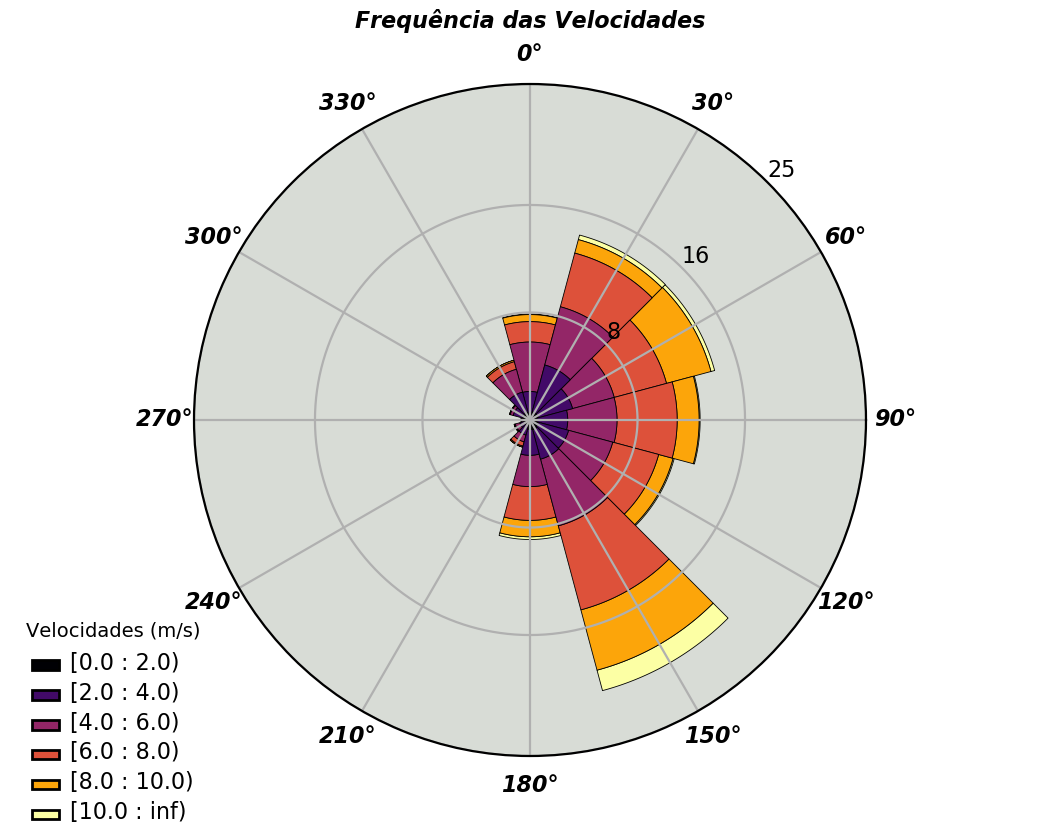 Frequência das Velocidades
0°
330°
30°
25
300°
60°
16
8
270°
90°
240°
120°
210°
150°
180°
Velocidades (m/s)
[0.0 : 2.0)
[2.0 : 4.0)
[4.0 : 6.0)
[6.0 : 8.0)
[8.0 : 10.0)
[10.0 : inf)